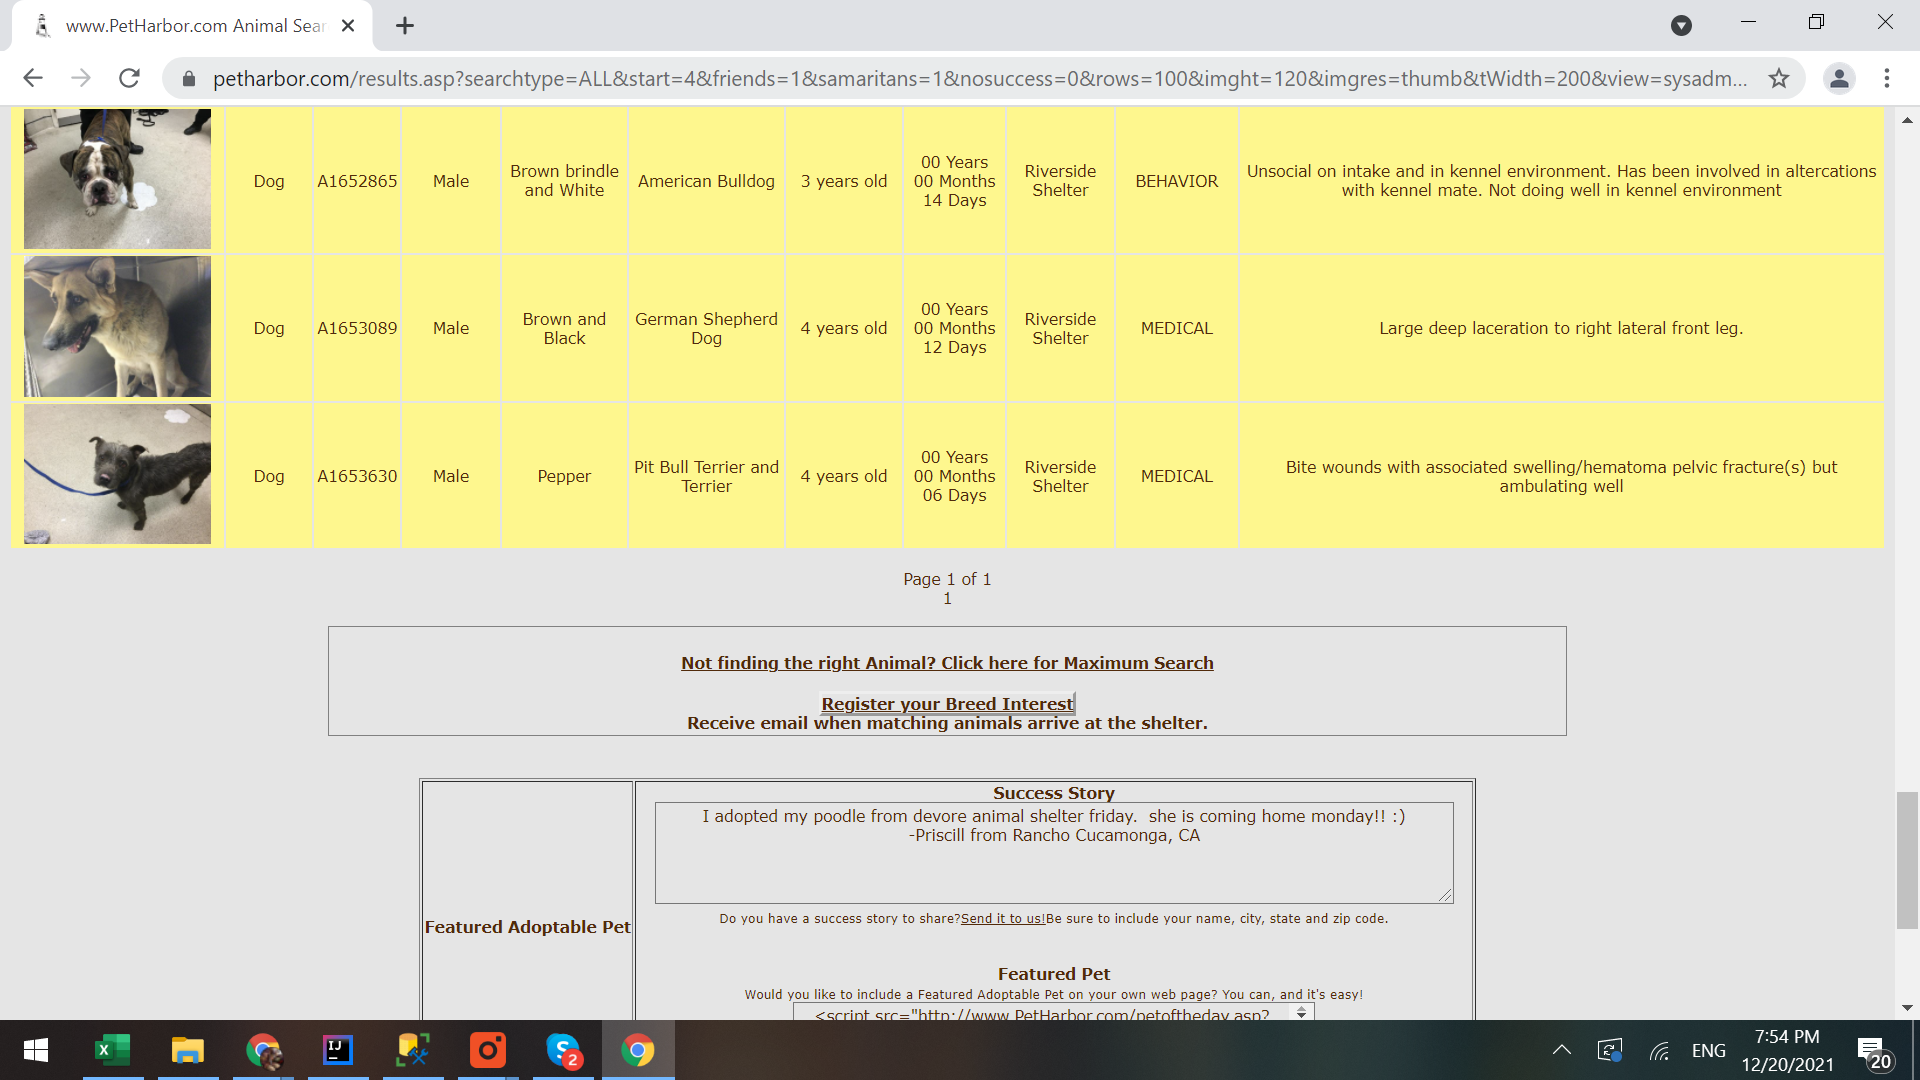 www.PetHarbor.com Animal Sear
petharbor.com/results.asp?searchtype=ALL&start=4&friends=1&samaritans=1&nosuccess=0&rows=100&imght=120&imgres=thumb&tWidth=200&view=sysadm...
Dog
A1652865
Male
Brown brindle
and White
American Bulldog
3 years old
00 Years
00 Months
14 Days
Riverside
Shelter
BEHAVIOR
Unsocial on intake and in kennel environment. Has been involved in altercations
with kennel mate. Not doing well in kennel environment
Dog
A1653089
Male
Brown and
Black
German Shepherd
Dog
4 years old
00 Years
00 Months
12 Days
Riverside
Shelter
MEDICAL
Large deep laceration to right lateral front leg.
Dog
A1653630
Male
Pepper
Pit Bull Terrier and
Terrier
4 years old
00 Years
00 Months
06 Days
Riverside
Shelter
MEDICAL
Bite wounds with associated swelling/hematoma pelvic fracture(s) but
ambulating well
Page 1 of 1
1
Not finding the right Animal? Click here for Maximum Search
Register your Breed Interest
Receive email when matching animals arrive at the shelter.
Featured Adoptable Pet
Success Story
I adopted my poodle from devore animal shelter friday.  she is coming home monday!! :)
-Priscill from Rancho Cucamonga, CA
Do you have a success story to share?Send it to us!Be sure to include your name, city, state and zip code.
Featured Pet
Would you like to include a Featured Adoptable Pet on your own web page? You can, and it's easy!
<script src="http://www.PetHarbor.com/petoftheday.asp?
X
IJ
S
2
ENG
7:54 PM
12/20/2021
20